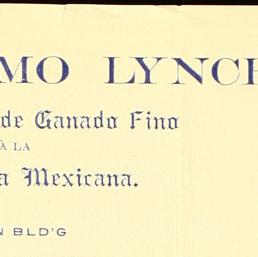 MO LYNCH
de Ganado Fino
À LA
a Mexicana.
N BLD'G